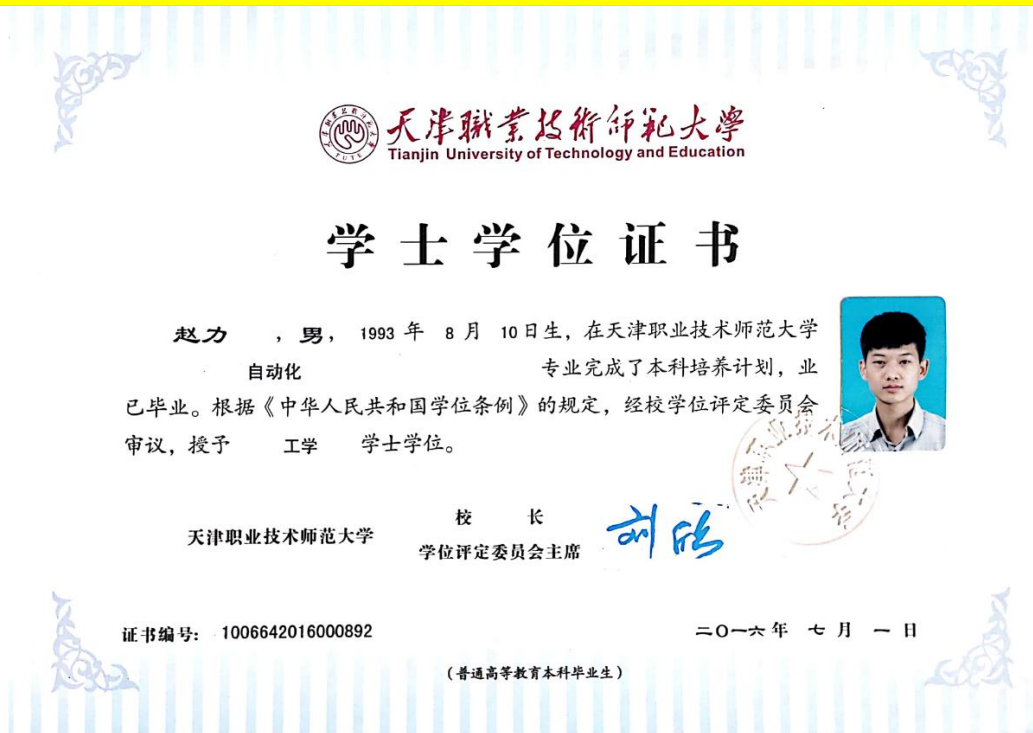 天津職業技術師範大學
Tianjin University of Technology and Education
学士学位证书
赵力 ,男, 1993 年 8 月 10日生, 在天津职业技术师范大学
自动化 专业完成了本科培养计划, 业
已毕业。根据《中华人民共和国学位条例》的规定, 经校学位评定委员会
审议, 授予 工学 学士学位。
天津职业技术师范大学
校 长
学位评定委员会主席
刘欣
证书编号: 1006642016000892
二〇一六年 七月 一日
(普通高等教育本科毕业生)